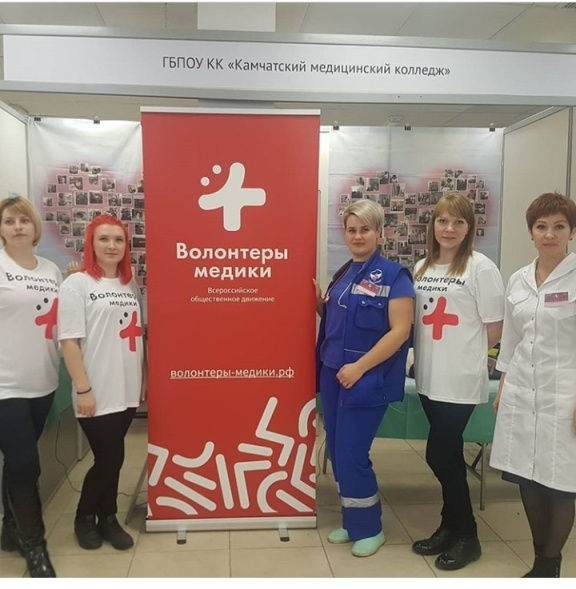 ГБПОУ КК «Камчатский медицинский колледж»
Волонтеры
медики
Всероссийское
общественное движение
волонтеры-медики.рф
Волонтеры
медики
Волонтеры
медики
Волонтеры
медики